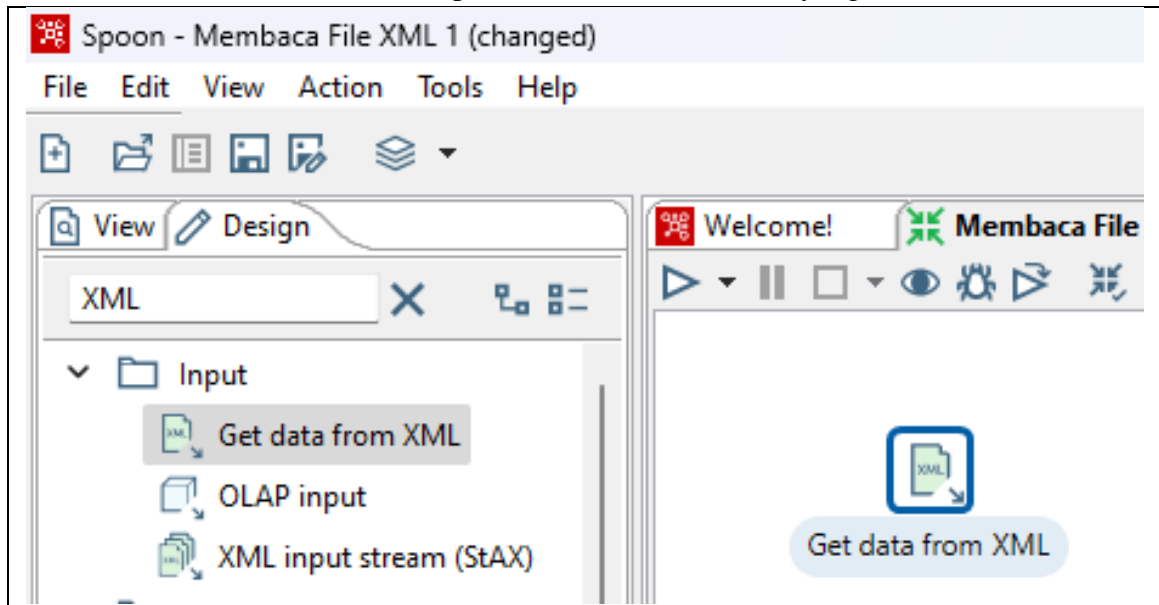 Spoon - Membaca File XML 1 (changed)
File Edit View Action Tools Help
View Design
Welcome! Membaca File
XML
Input
Get data from XML
OLAP input
XML input stream (StAX)
XML
Get data from XML